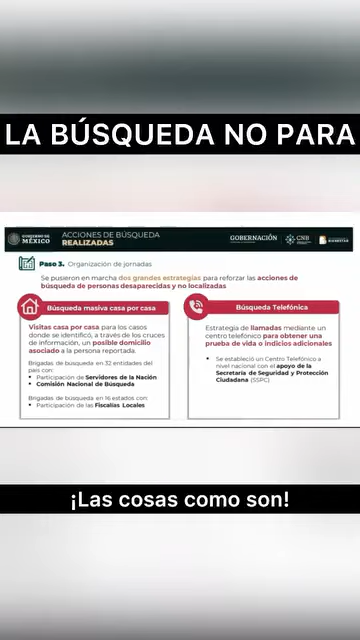 LA BÚSQUEDA NO PARA
GOBIERNO DE
MÉXICO
ACCIONES DE BÚSQUEDA
REALIZADAS
GOBERNACIÓN
CNB
BIENESTAR
Paso 3. Organización de jornadas
Se pusieron en marcha dos grandes estrategias para reforzar las acciones de
búsqueda de personas desaparecidas y no localizadas
Búsqueda masiva casa por casa
Visitas casa por casa para los casos
donde se identificó, a través de los cruces
de información, un posible domicilio
asociado a la persona reportada.
Brigadas de búsqueda en 32 entidades del
país con:
• Participación de Servidores de la Nación
• Comisión Nacional de Búsqueda
Brigadas de búsqueda en 16 estados con:
• Participación de las Fiscalías Locales
Búsqueda Telefónica
Estrategia de llamadas mediante un
centro telefónico para obtener una
prueba de vida o indicios adicionales
• Se estableció un Centro Telefónico a
nivel nacional con el apoyo de la
Secretaría de Seguridad y Protección
Ciudadana (SSPC)
¡Las cosas como son!